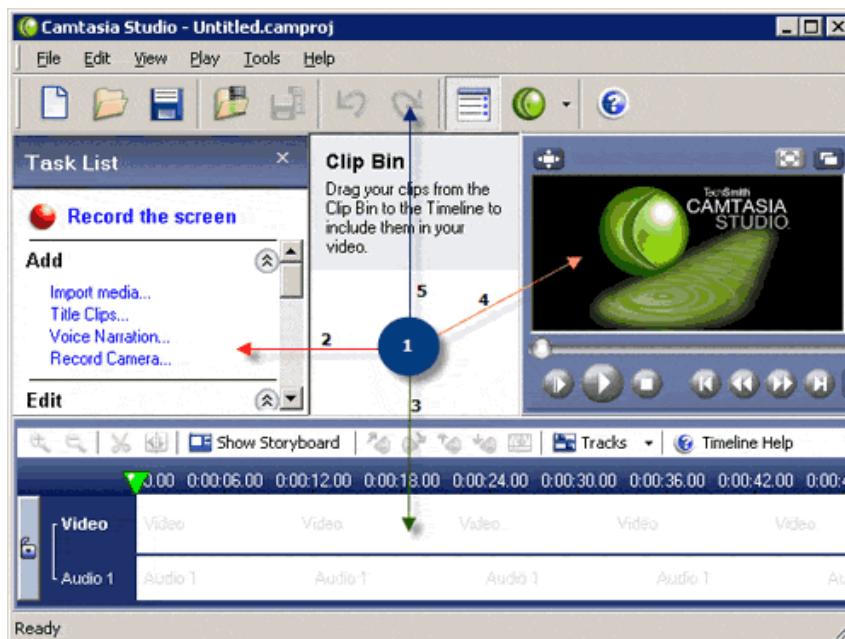 Camtasia Studio - Untitled.camproj
File Edit View Play Tools Help
Task List
Record the screen
Add
Import media...
Title Clips...
Voice Narration...
Record Camera...
Edit
Clip Bin
Drag your clips from the
Clip Bin to the Timeline to
include them in your
video.
5
4
2
1
3
TechSmith
CAMTASIA
STUDIO
Show Storyboard Tracks Timeline Help
0.00 0:00:06.00 0:00:12.00 0:00:18.00 0:00:24.00 0:00:30.00 0:00:36.00 0:00:42.00
Video Video Video Video Video Video
Audio 1 Audio 1 Audio 1 Audio 1 Audio 1 Au
Ready